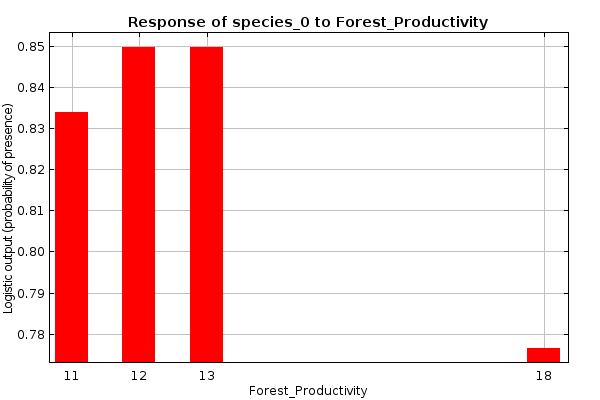 Response of species_0 to Forest_Productivity
Logistic output (probability of presence)
0.85
0.84
0.83
0.82
0.81
0.80
0.79
0.78
11 12 13 18
Forest_Productivity